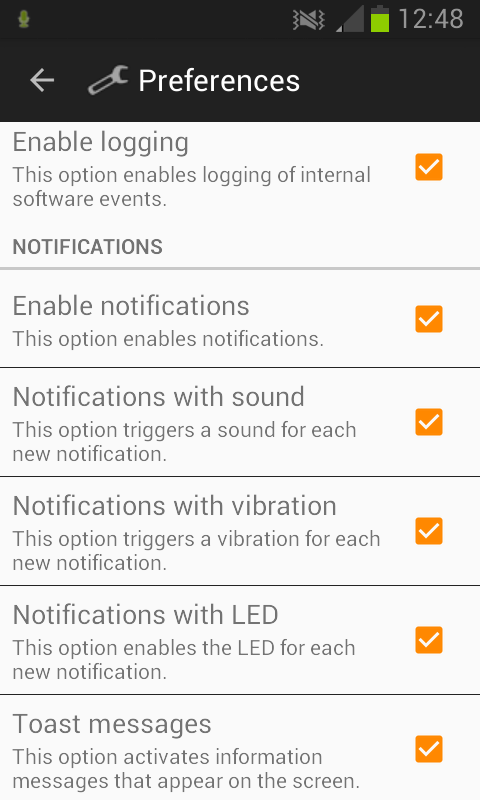 12:48
Preferences
Enable logging
This option enables logging of internal
software events.
NOTIFICATIONS
Enable notifications
This option enables notifications.
Notifications with sound
This option triggers a sound for each
new notification.
Notifications with vibration
This option triggers a vibration for each
new notification.
Notifications with LED
This option enables the LED for each
new notification.
Toast messages
This option activates information
messages that appear on the screen.